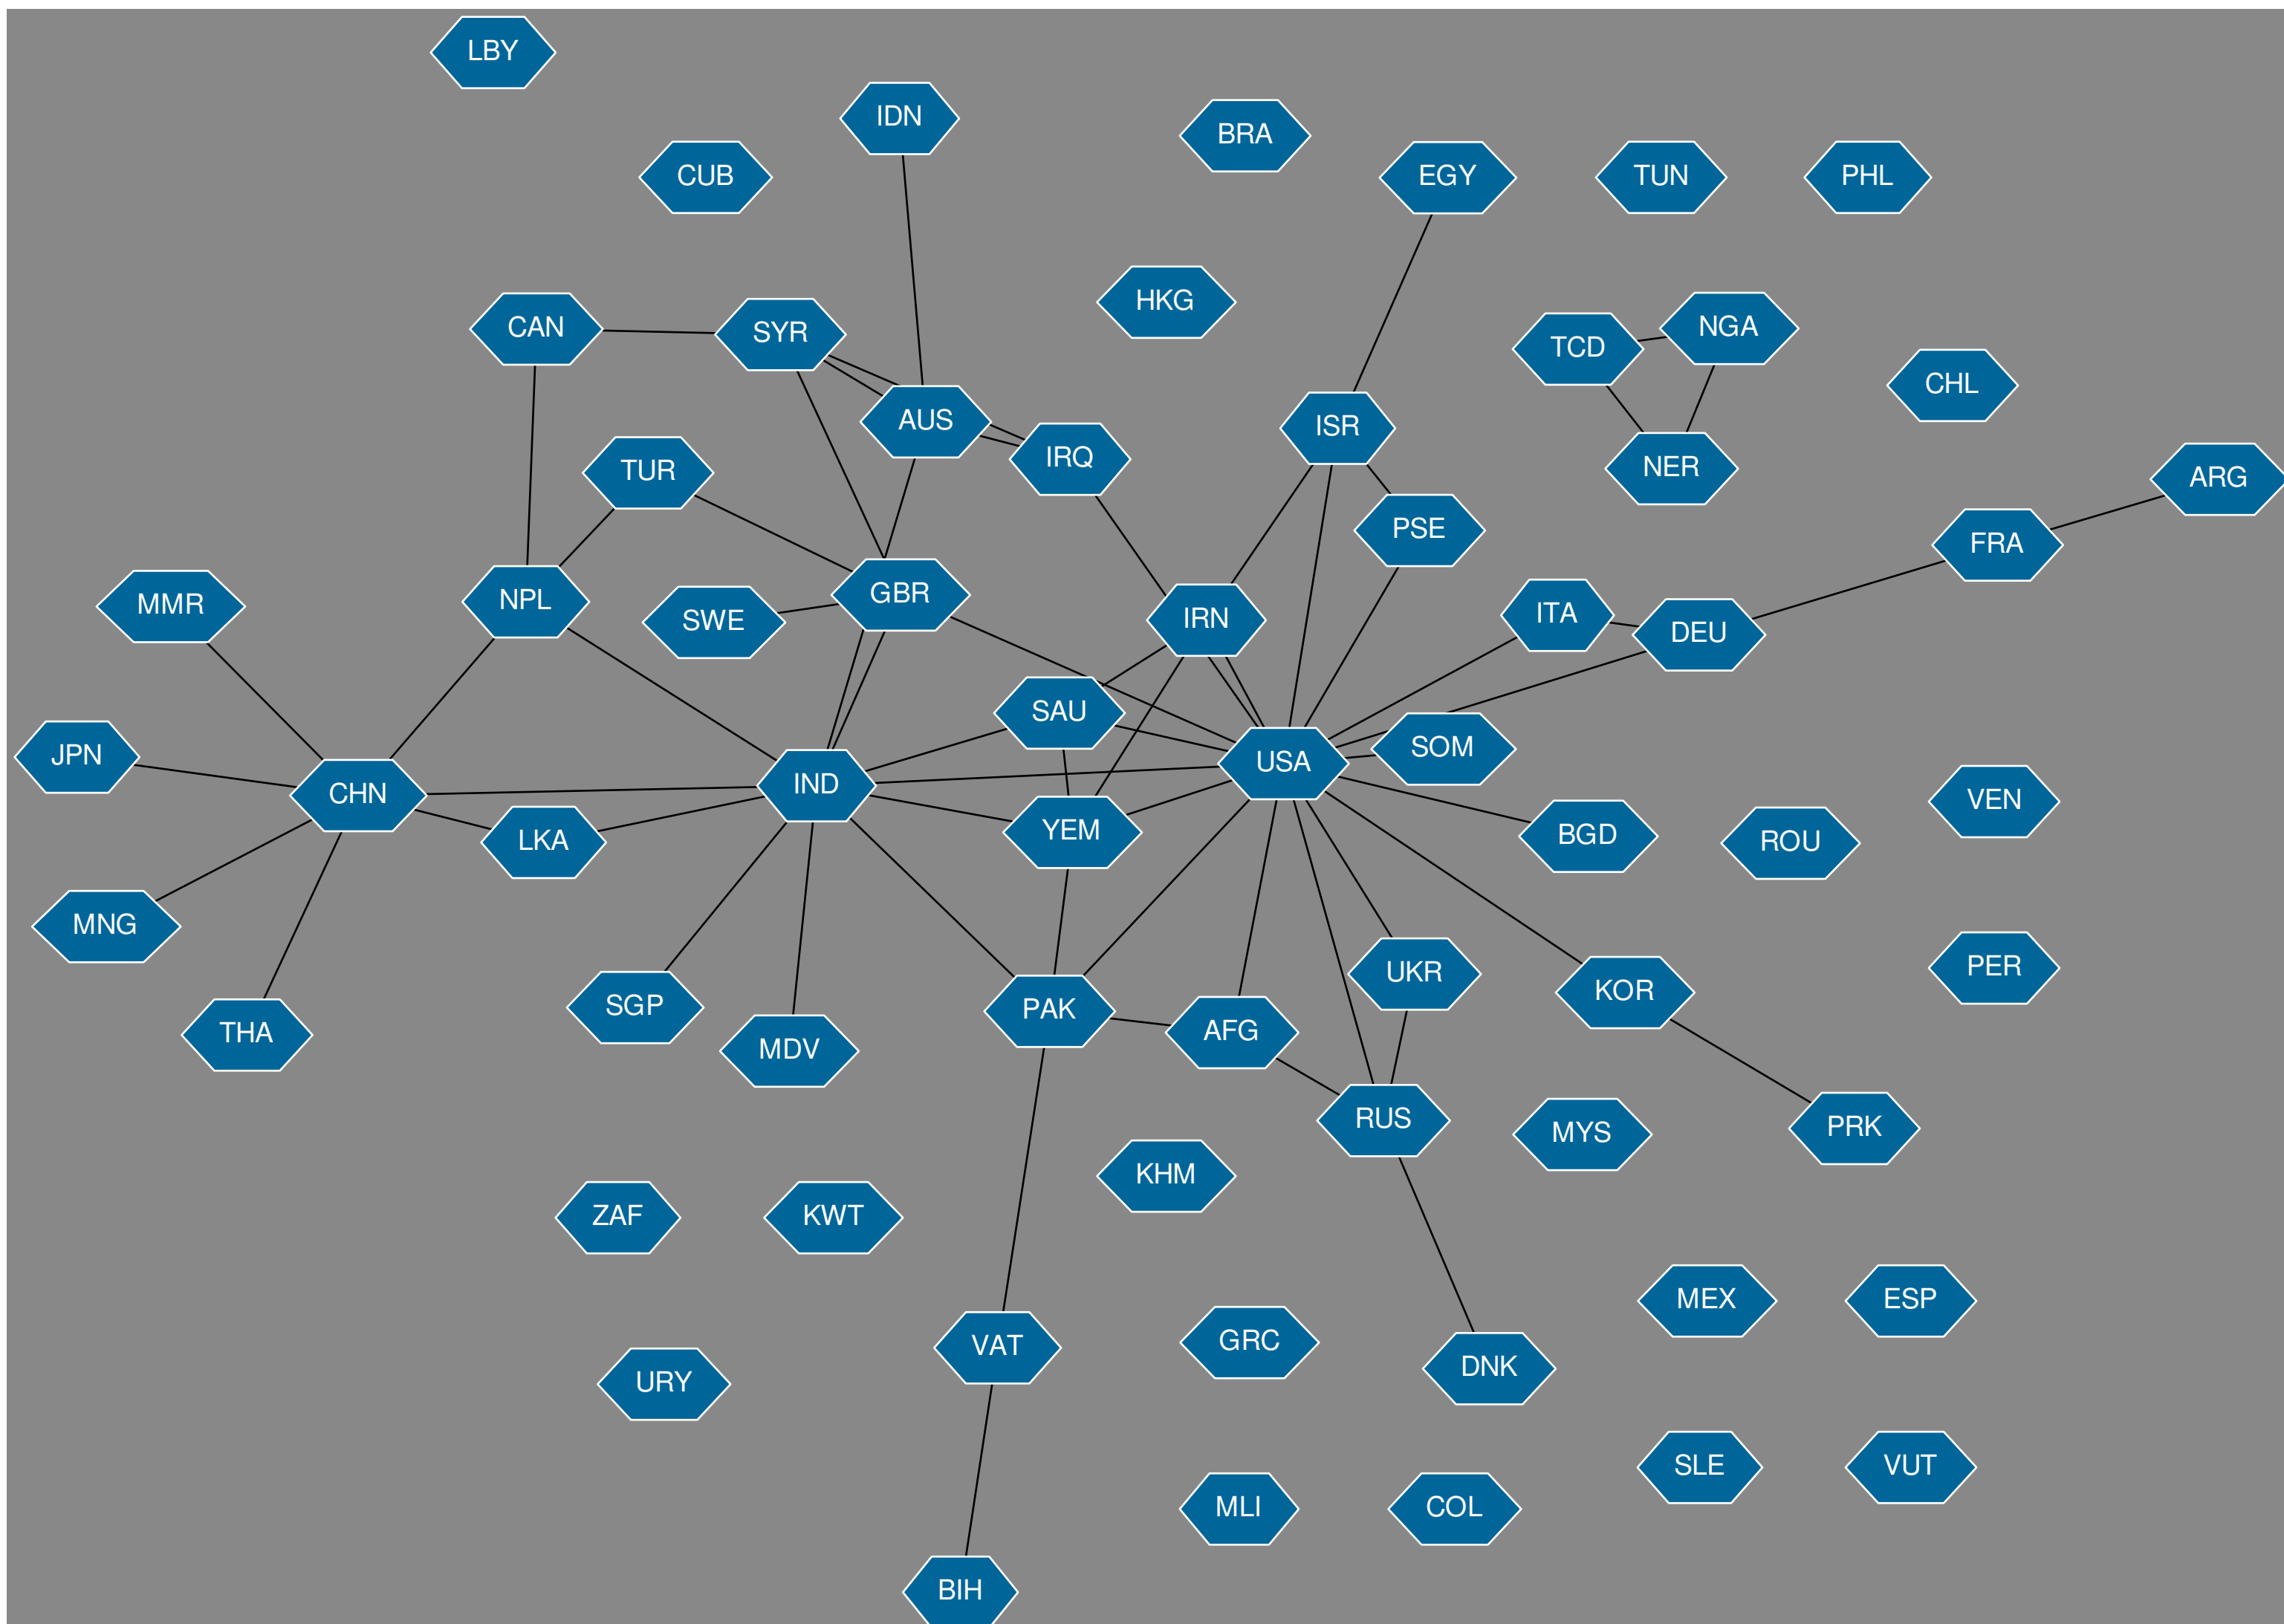 LBY
IDN
BRA
CUB
EGY
TUN
PHL
HKG
CAN
SYR
TCD
NGA
CHL
AUS
ISR
TUR
IRQ
NER
ARG
PSE
FRA
MMR
NPL
SWE
GBR
IRN
ITA
DEU
JPN
SAU
SOM
CHN
IND
USA
VEN
LKA
YEM
BGD
ROU
MNG
PER
THA
SGP
MDV
PAK
AFG
UKR
KOR
RUS
MYS
PRK
KHM
ZAF
KWT
MEX
ESP
VAT
GRC
DNK
URY
SLE
VUT
MLI
COL
BIH